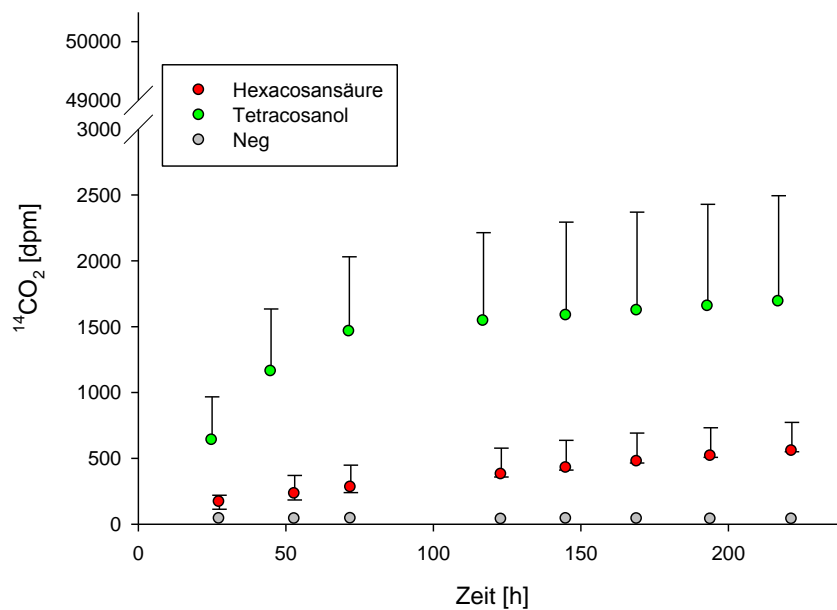 50000
49000
3000
2500
2000
1500
1000
500
0
¹⁴CO₂ [dpm]
Hexacosansäure
Tetracosanol
Neg
0 50 100 150 200
Zeit [h]